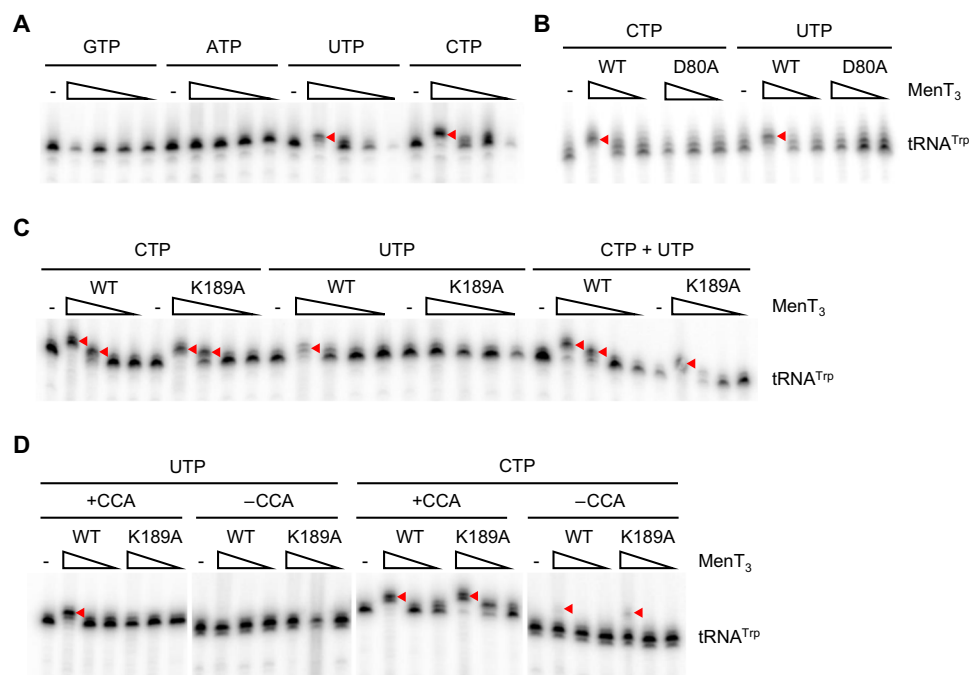 A
GTP ATP UTP CTP
- - - -
B
CTP UTP
WT D80A WT D80A
MenT3
- -
tRNATrp
C
CTP UTP CTP + UTP
WT K189A WT K189A WT K189A
- - - - - -
MenT3
tRNATrp
D
UTP CTP
+CCA –CCA +CCA –CCA
WT K189A WT K189A WT K189A WT K189A
- - - -
MenT3
tRNATrp